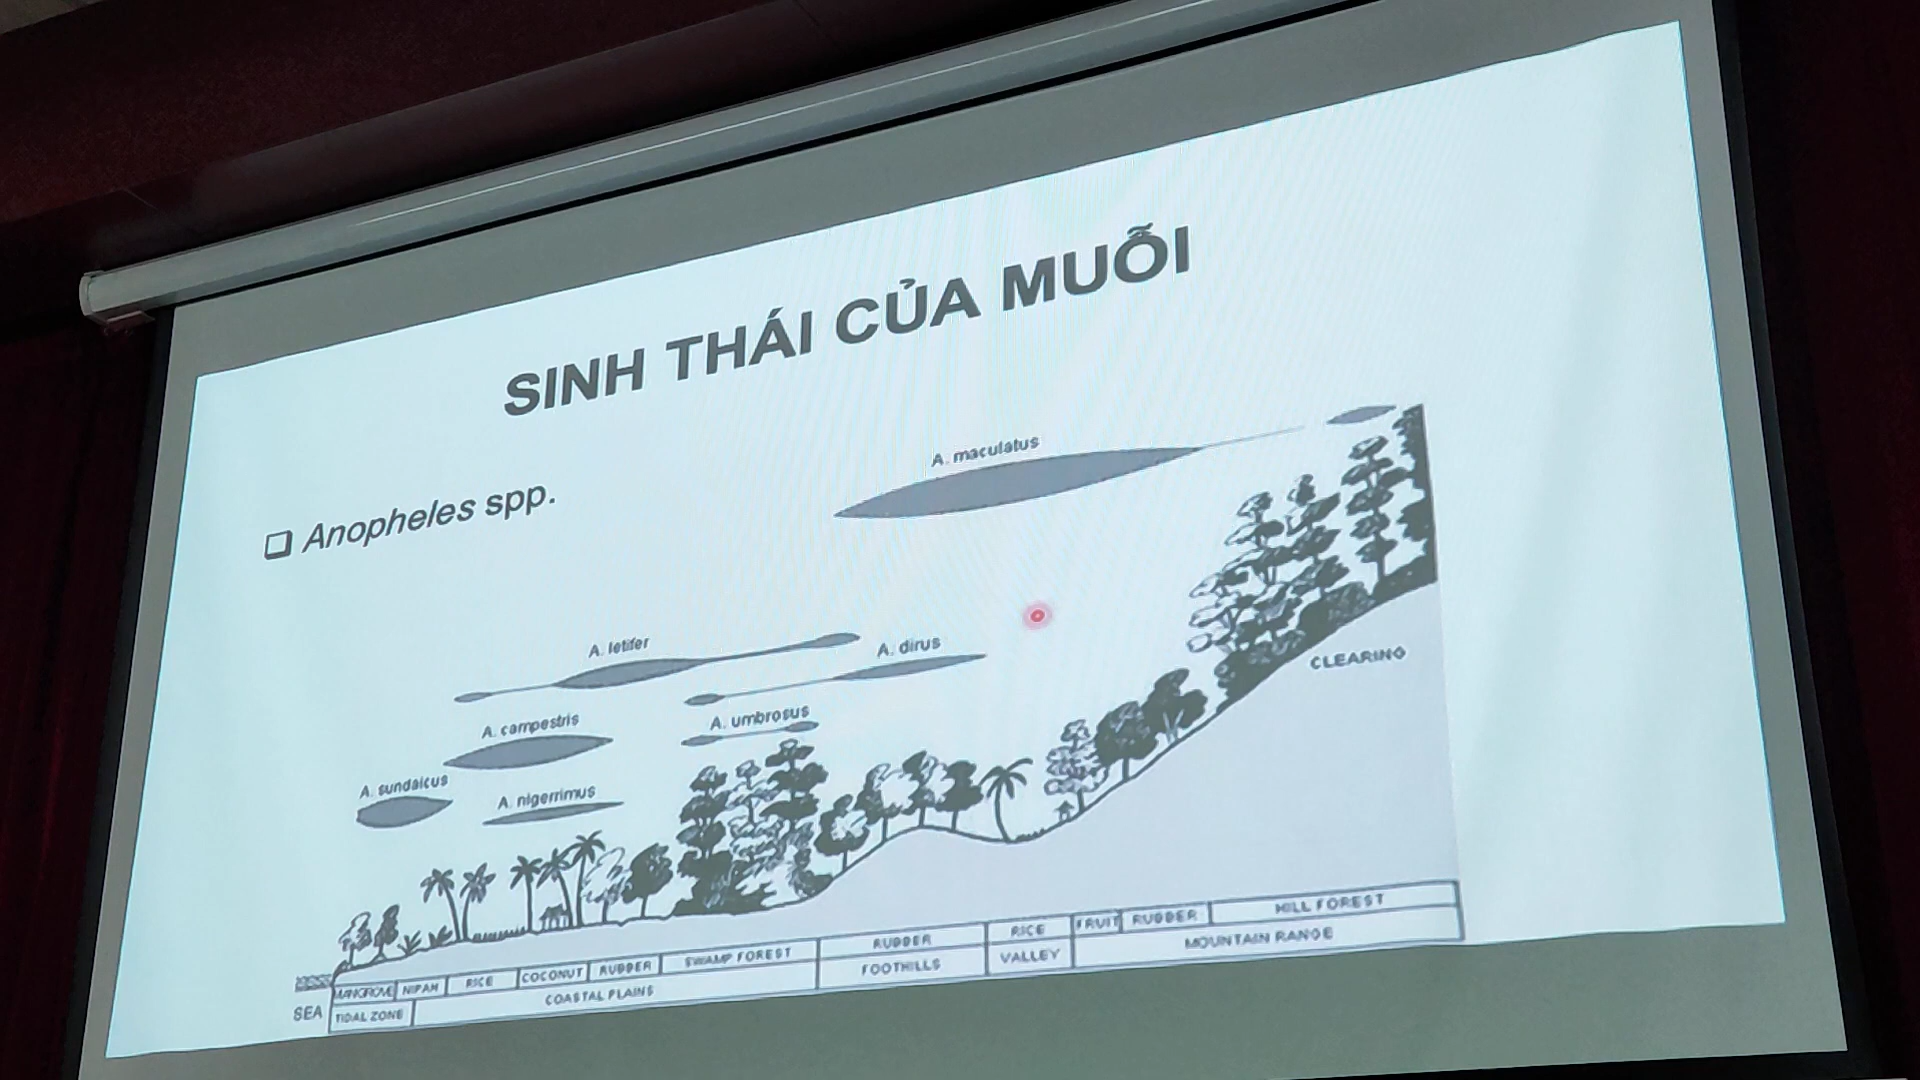 SINH THÁI CỦA MUỖI
❑ Anopheles spp.
A. maculatus
A. letifer
A. dirus
A. campestris
A. umbrosus
A. sundaicus
A. nigerrimus
CLEARING
MANGROVE NIPAH RICE COCONUT RUBBER SWAMP FOREST RUBBER RICE FRUIT RUBBER HILL FOREST
SEA TIDAL ZONE COASTAL PLAINS FOOTHILLS VALLEY MOUNTAIN RANGE